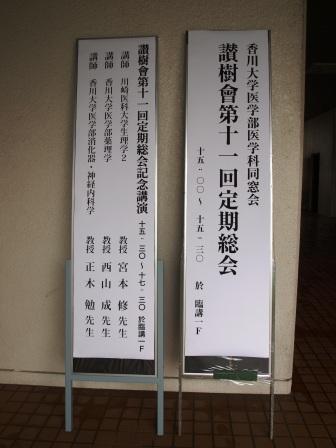 香川大学医学部医学科同窓会
讃樹會第十一回定期総会
十五：〇〇～十五：三〇 於 臨講一F
讃樹會第十一回定期総会記念講演
十五：三〇～十七：三〇 於臨講一F
講師 川崎医科大学生理学2 教授 宮本 修 先生
講師 香川大学医学部薬理学 教授 西山 成 先生
講師 香川大学医学部消化器・神経内科学 教授 正木 勉 先生